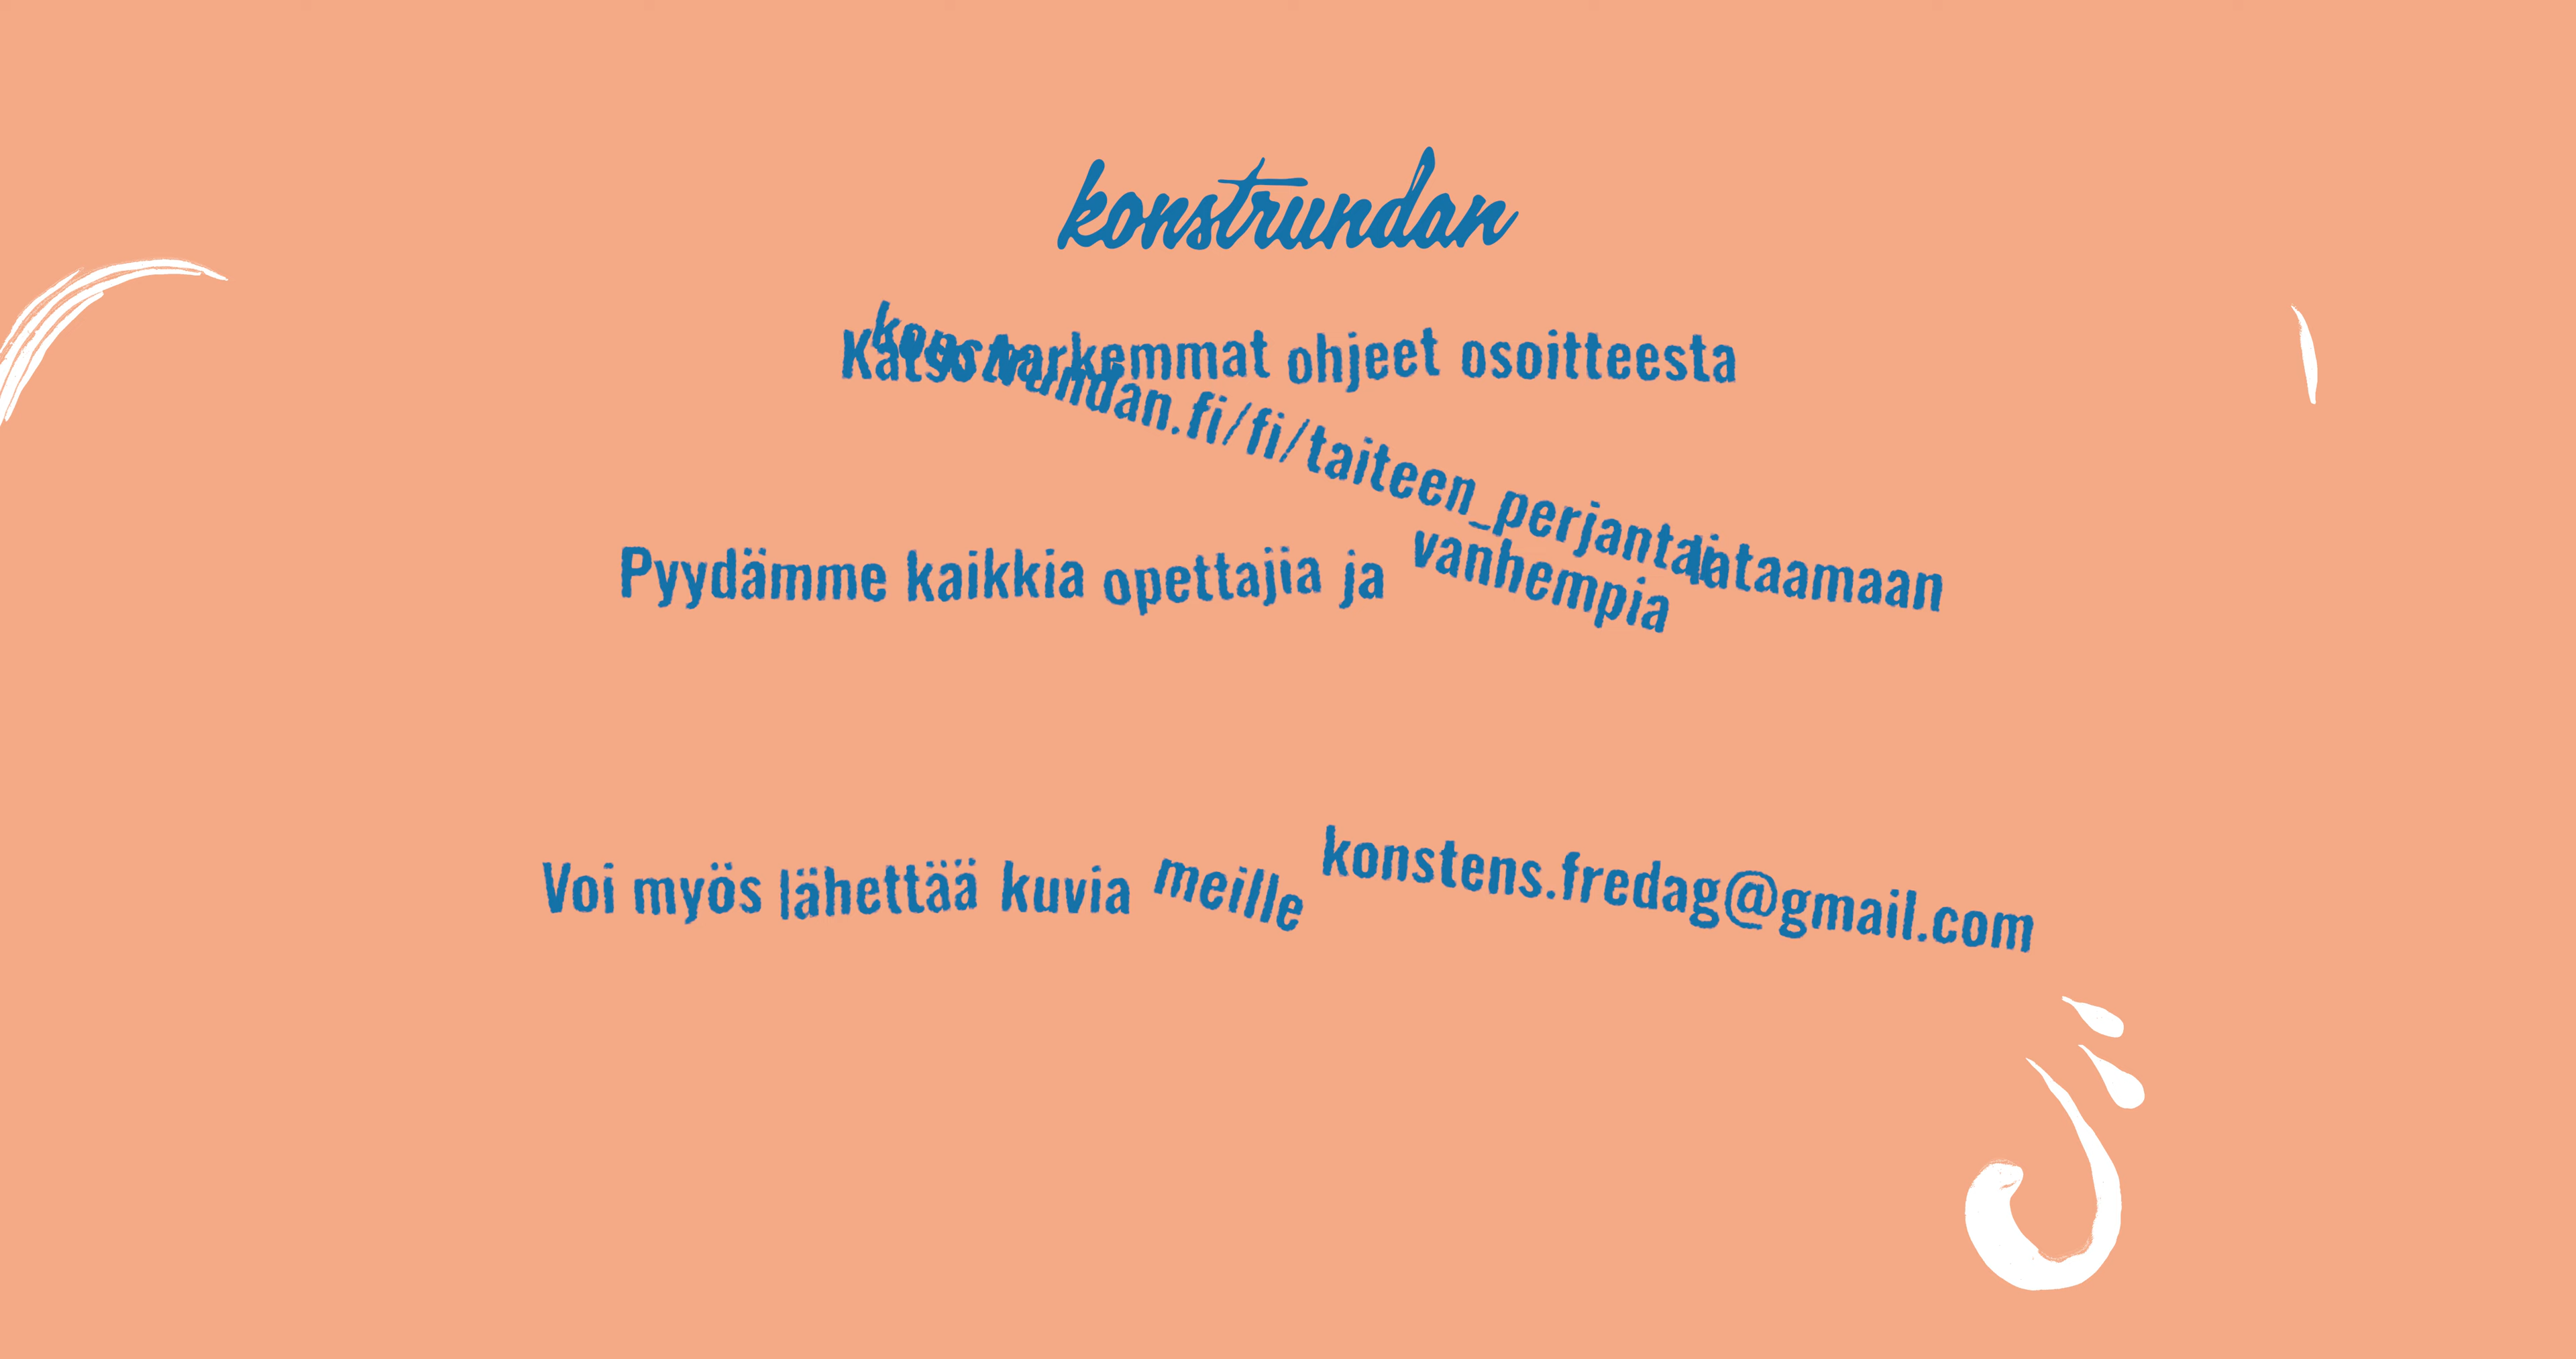 konstrundan
Katso tarkemmat ohjeet osoitteesta
konstrundan.fi/fi/taiteen_perjantai
Pyydämme kaikkia opettajia ja vanhempia lataamaan
Voi myös lähettää kuvia meille konstens.fredag@gmail.com